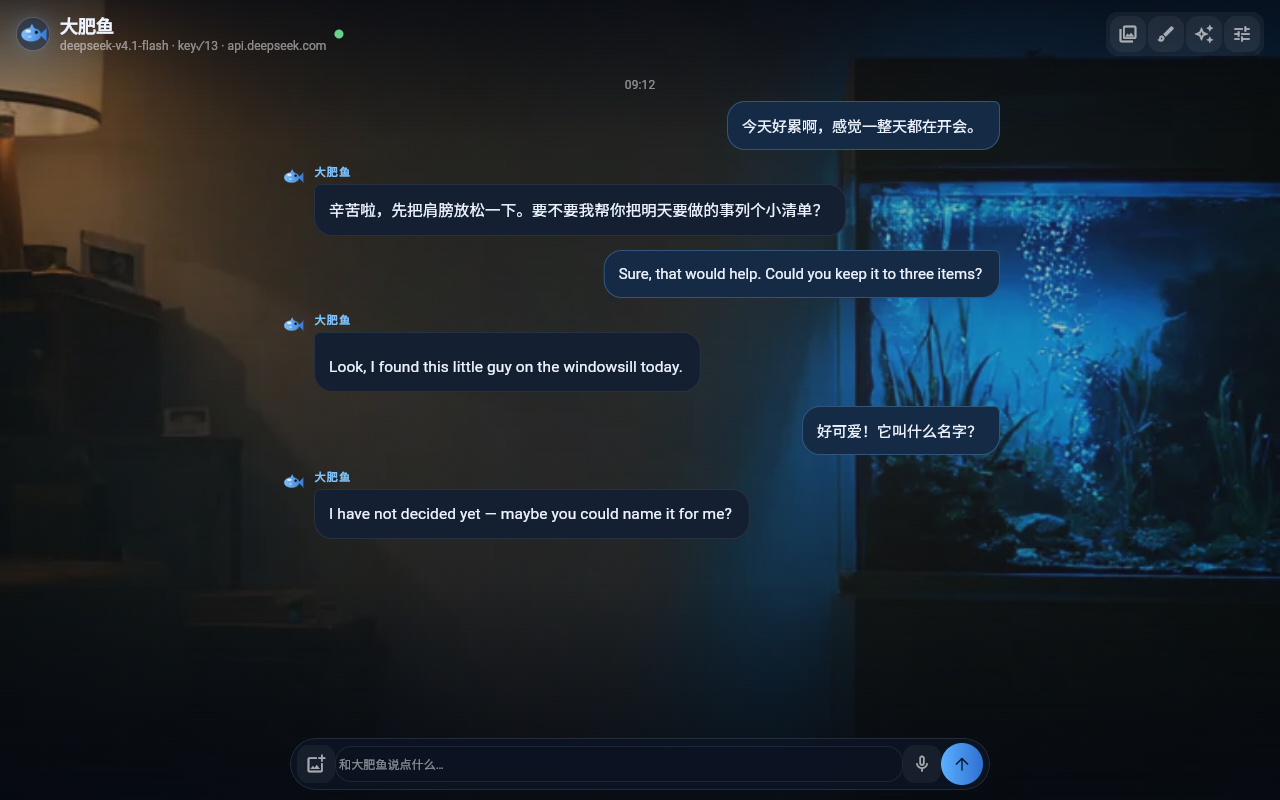 大肥鱼
deepseek-v4.1-flash · key✓13 · api.deepseek.com
09:12
今天好累啊，感觉一整天都在开会。
大肥鱼
辛苦啦，先把肩膀放松一下。要不要我帮你把明天要做的事列个小清单？
Sure, that would help. Could you keep it to three items?
大肥鱼
Look, I found this little guy on the windowsill today.
好可爱！它叫什么名字？
大肥鱼
I have not decided yet — maybe you could name it for me?
和大肥鱼说点什么…